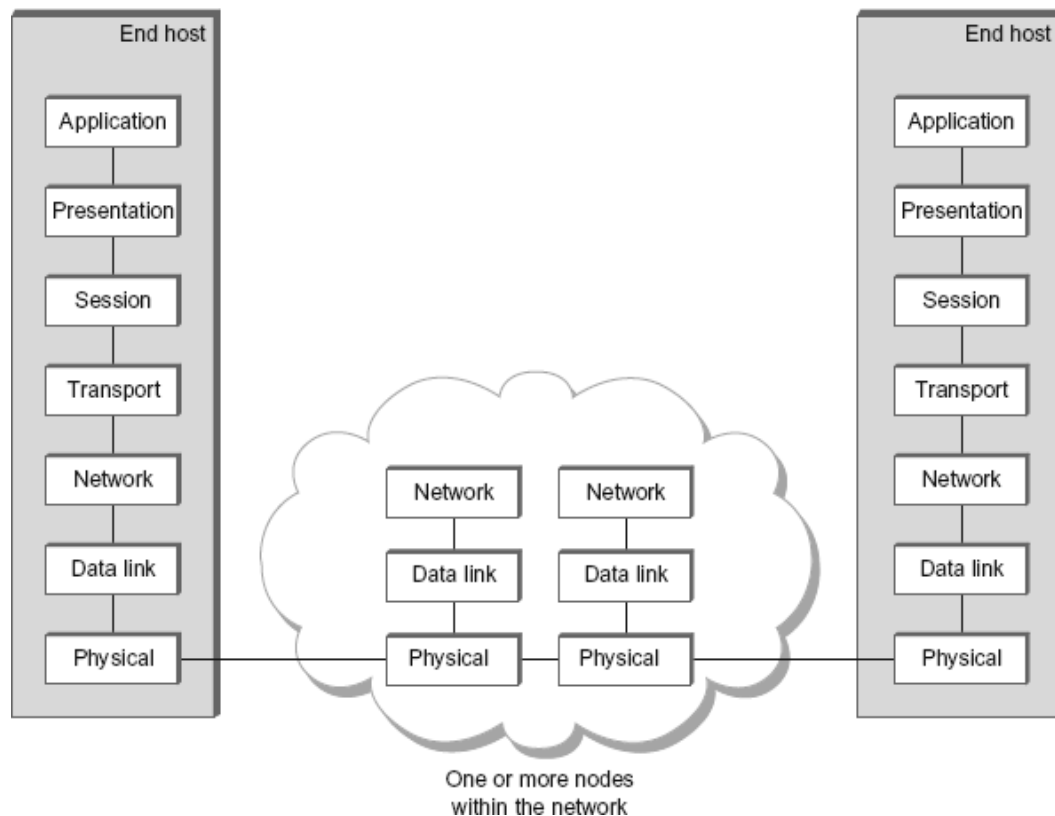 End host
Application
Presentation
Session
Transport
Network
Data link
Physical
Network
Data link
Physical
Network
Data link
Physical
One or more nodes
within the network
End host
Application
Presentation
Session
Transport
Network
Data link
Physical